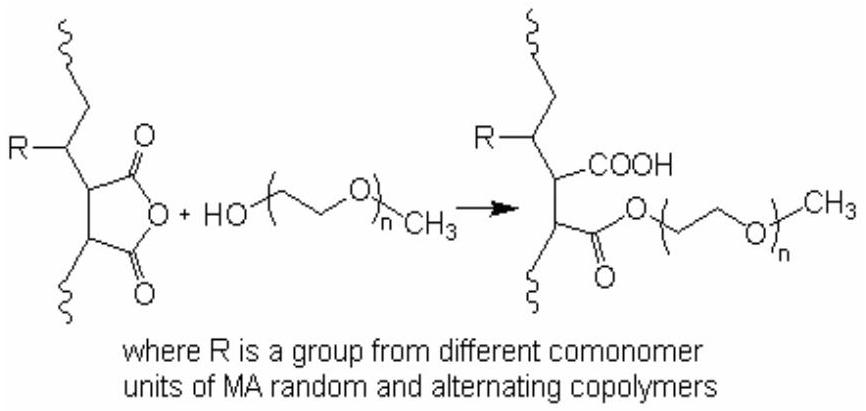 R
O
O
O
+
HO
O
n
CH3
R
COOH
O
O
O
n
CH3
where R is a group from different comonomer
units of MA random and alternating copolymers